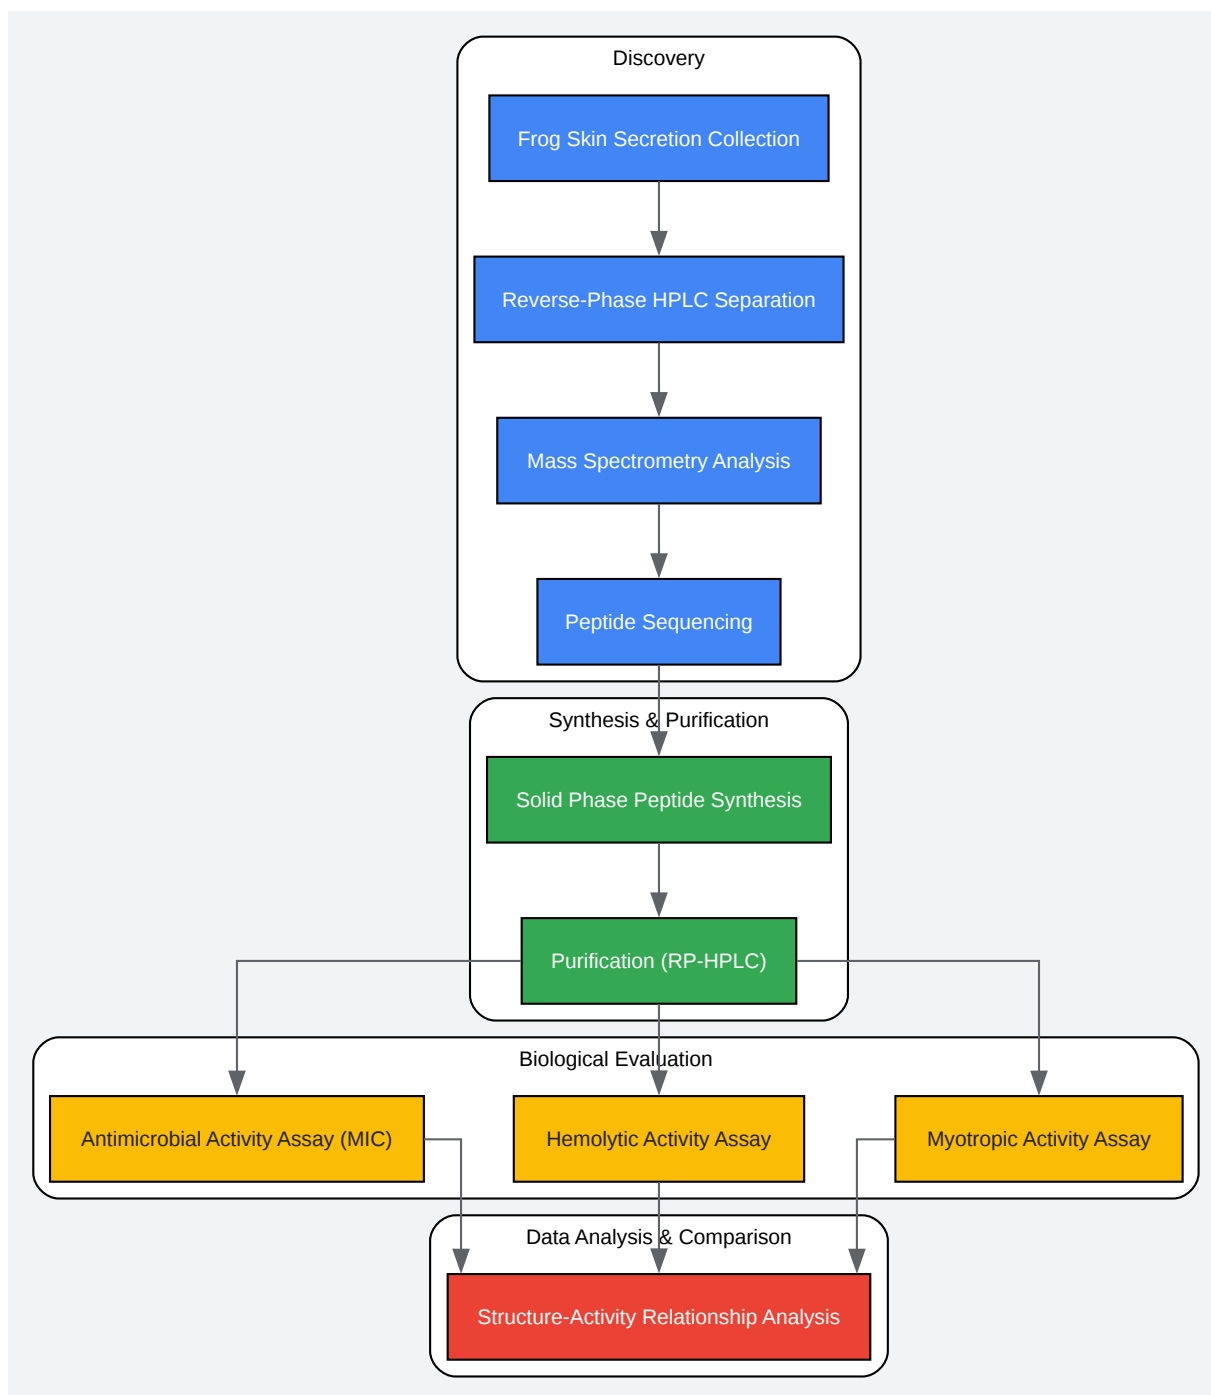 Discovery
Frog Skin Secretion Collection
Reverse-Phase HPLC Separation
Mass Spectrometry Analysis
Peptide Sequencing
Synthesis & Purification
Solid Phase Peptide Synthesis
Purification (RP-HPLC)
Biological Evaluation
Antimicrobial Activity Assay (MIC)
Hemolytic Activity Assay
Myotropic Activity Assay
Data Analysis & Comparison
Structure-Activity Relationship Analysis